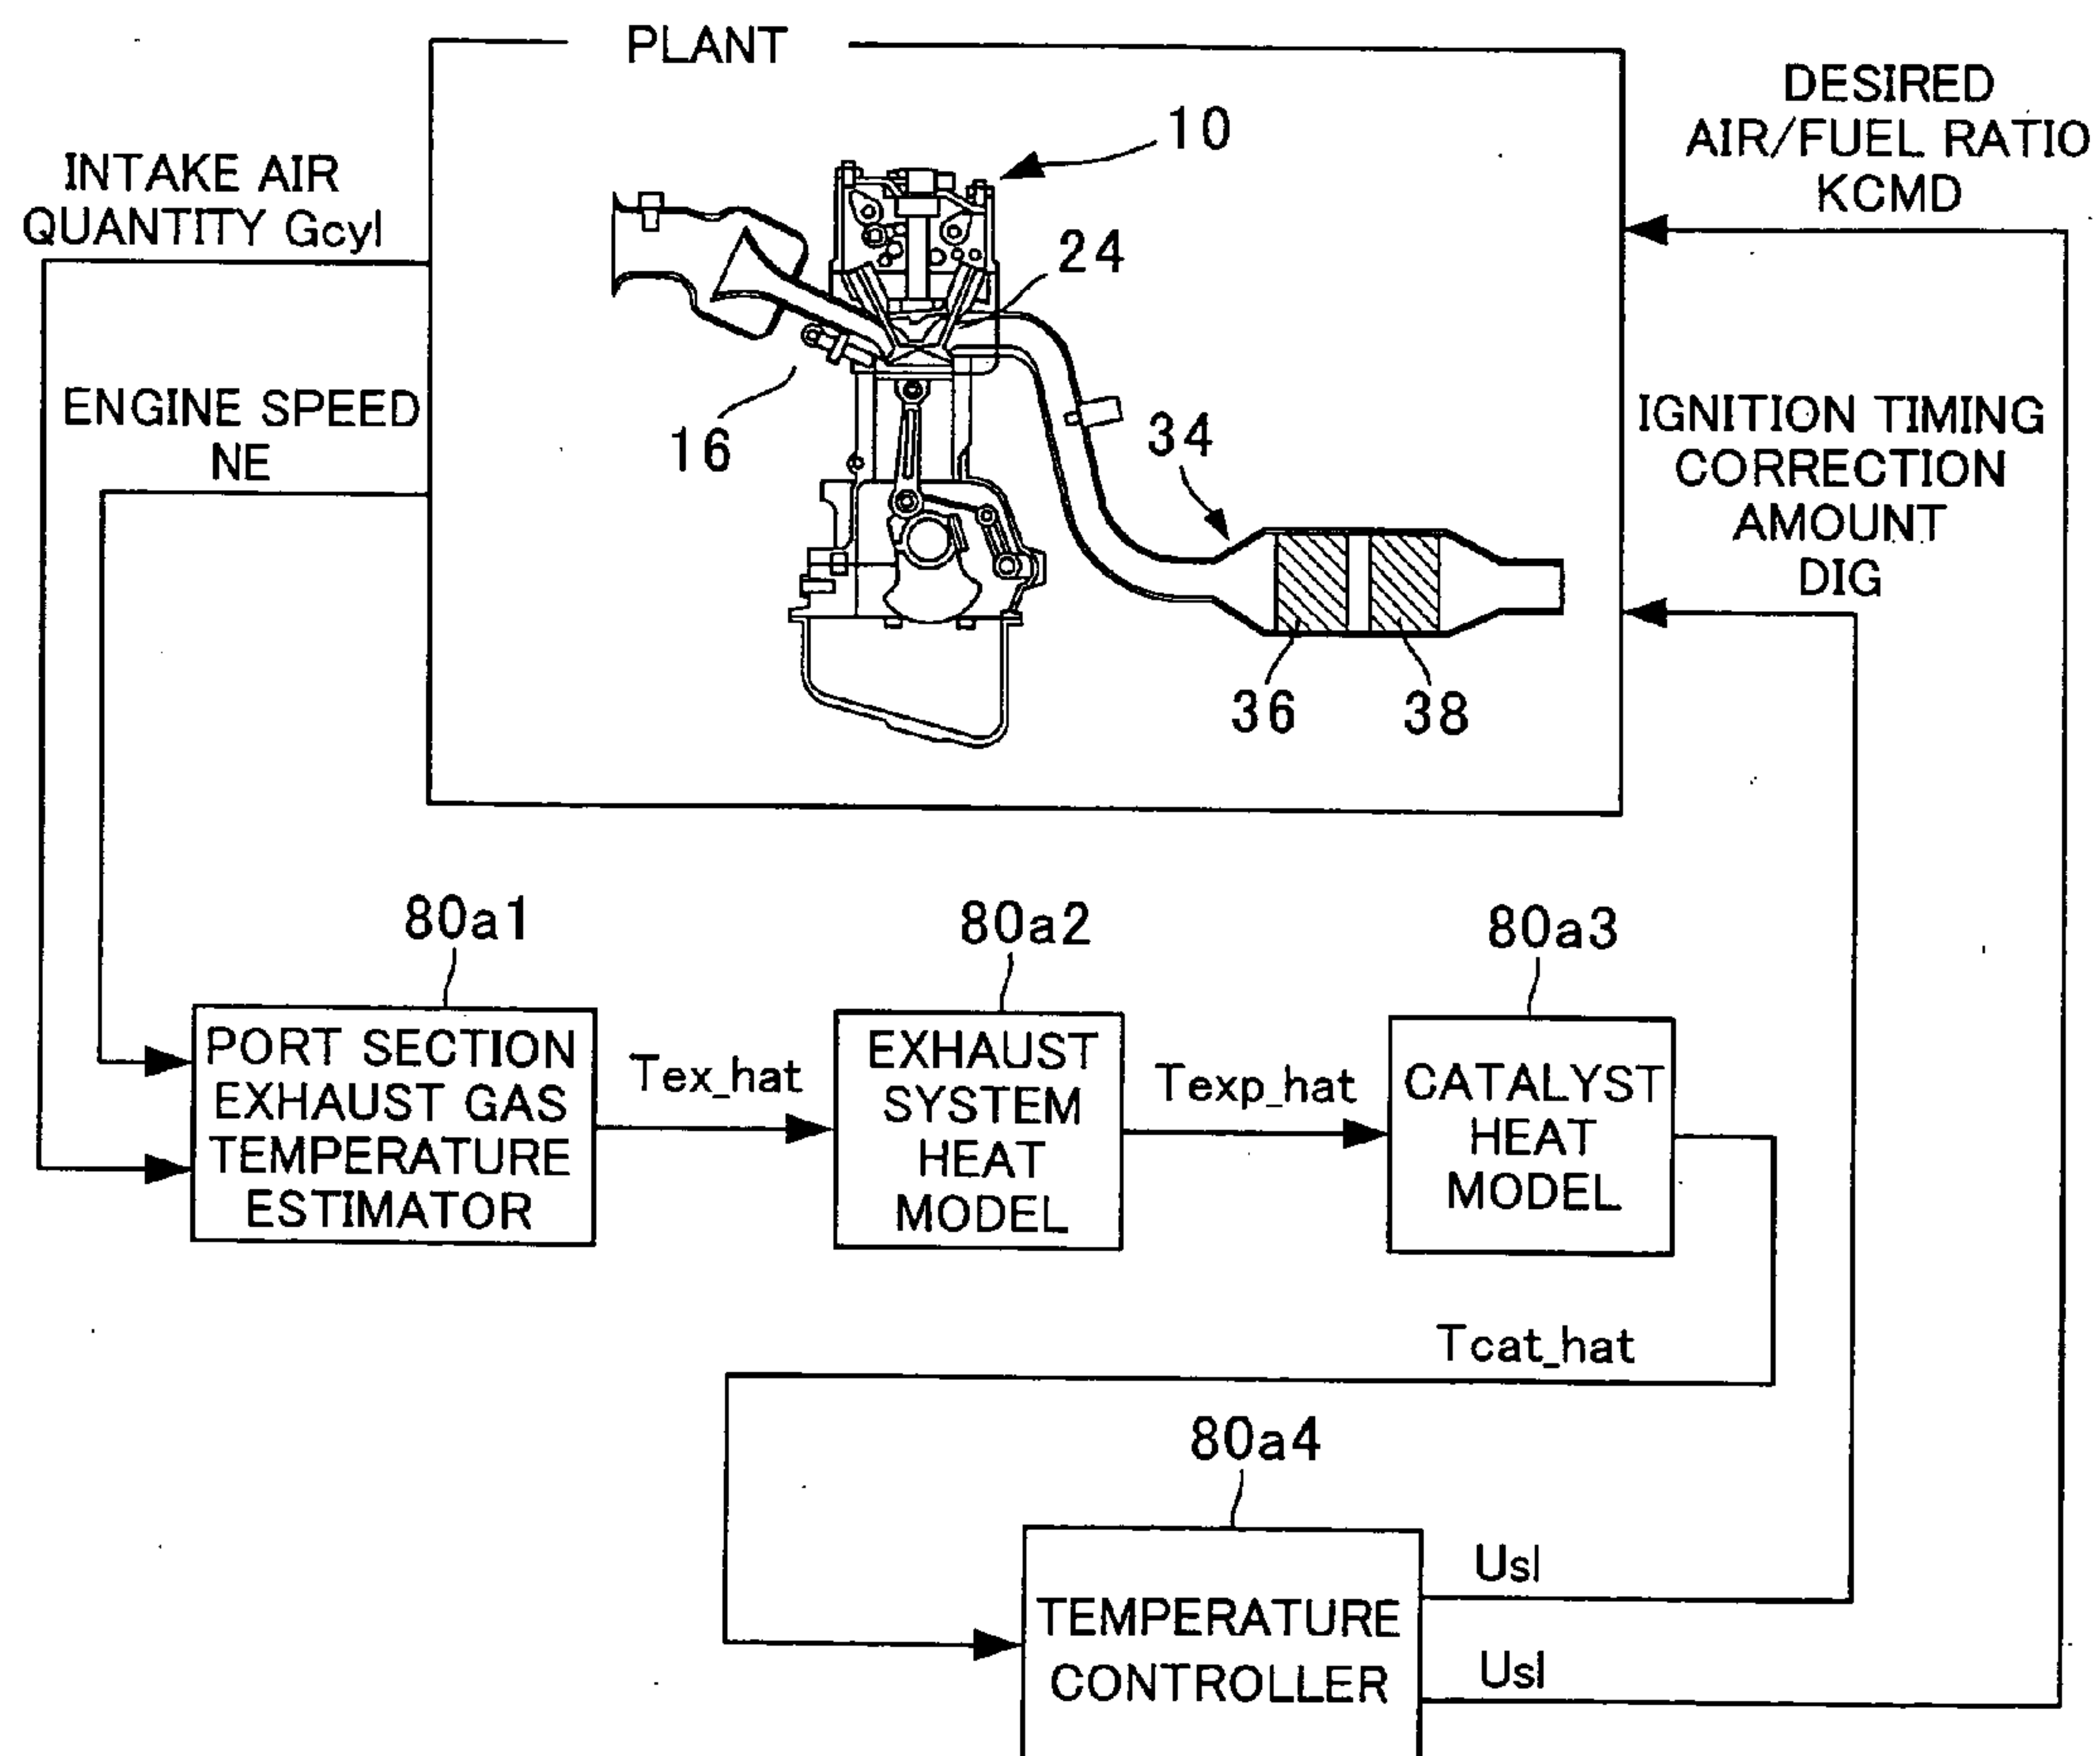 PLANT
DESIRED
AIR/FUEL RATIO
KCMD
10
INTAKE AIR
QUANTITY Gcyl
24
ENGINE SPEED
NE
16
34
IGNITION TIMING
CORRECTION
AMOUNT
DIG
36
38
80a1
80a2
80a3
PORT SECTION
EXHAUST GAS
TEMPERATURE
ESTIMATOR
Tex_hat
EXHAUST
SYSTEM
HEAT
MODEL
Texp_hat
CATALYST
HEAT
MODEL
Tcat_hat
80a4
TEMPERATURE
CONTROLLER
Usl
Usl